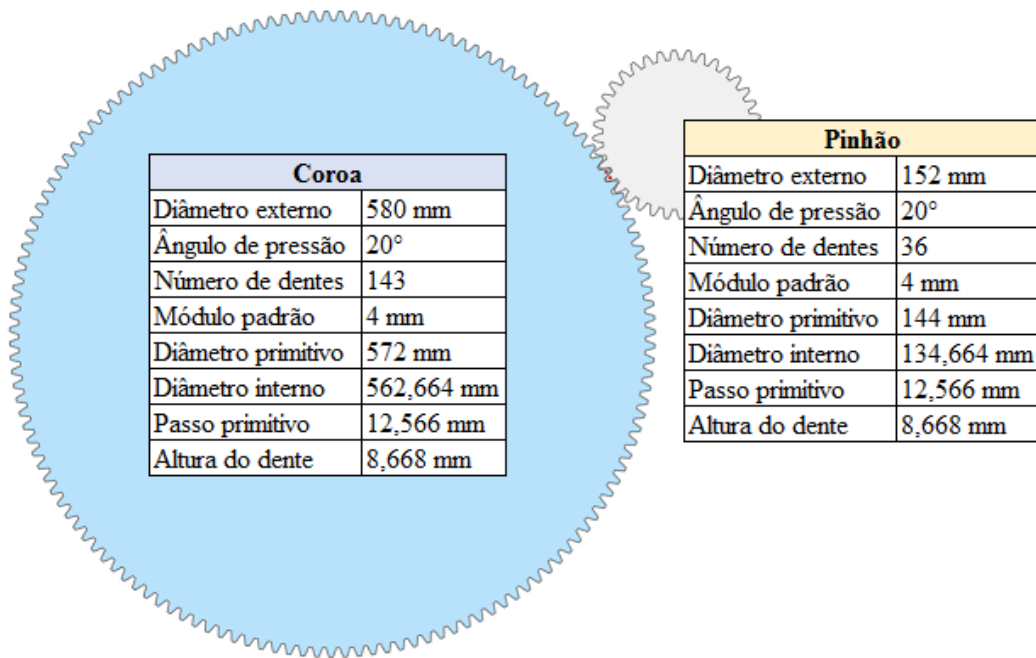 Coroa
Diâmetro externo 580 mm
Ângulo de pressão 20°
Número de dentes 143
Módulo padrão 4 mm
Diâmetro primitivo 572 mm
Diâmetro interno 562,664 mm
Passo primitivo 12,566 mm
Altura do dente 8,668 mm
Pinhão
Diâmetro externo 152 mm
Ângulo de pressão 20°
Número de dentes 36
Módulo padrão 4 mm
Diâmetro primitivo 144 mm
Diâmetro interno 134,664 mm
Passo primitivo 12,566 mm
Altura do dente 8,668 mm